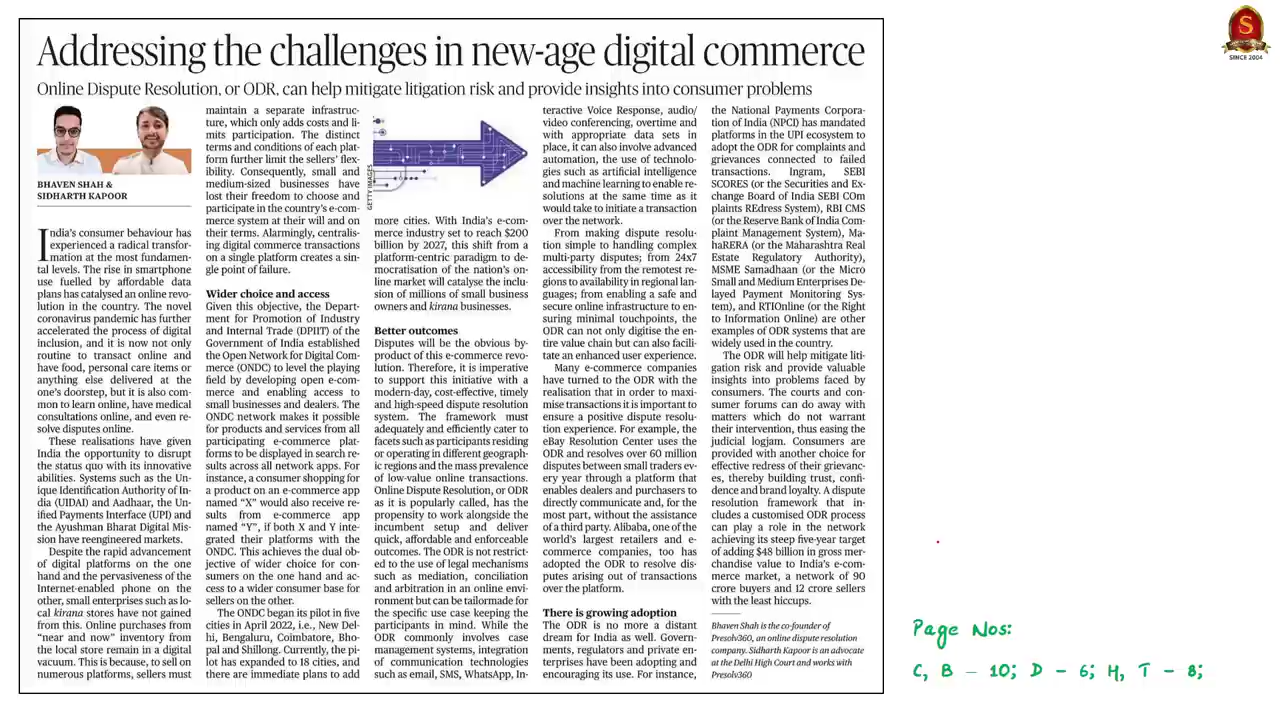 Addressing the challenges in new-age digital commerce
Online Dispute Resolution, or ODR, can help mitigate litigation risk and provide insights into consumer problems
BHAVEN SHAH &
SIDHARTH KAPOOR
India's consumer behaviour has
experienced a radical transfor-
mation at the most fundamen-
tal levels. The rise in smartphone
use fuelled by affordable data
plans has catalysed an online revo-
lution in the country. The novel
coronavirus pandemic has further
accelerated the process of digital
inclusion, and it is now not only
routine to transact online and
have food, personal care items or
anything else delivered at the
one's doorstep, but it is also com-
mon to learn online, have medical
consultations online, and even re-
solve disputes online.
These realisations have given
India the opportunity to disrupt
the status quo with its innovative
abilities. Systems such as the Un-
ique Identification Authority of In-
dia (UIDAI) and Aadhaar, the Un-
ified Payments Interface (UPI) and
the Ayushman Bharat Digital Mis-
sion have reengineered markets.
Despite the rapid advancement
of digital platforms on the one
hand and the pervasiveness of the
Internet-enabled phone on the
other, small enterprises such as lo-
cal kirana stores have not gained
from this. Online purchases from
"near and now" inventory from
the local store remain in a digital
vacuum. This is because, to sell on
numerous platforms, sellers must
maintain a separate infrastruc-
ture, which only adds costs and li-
mits participation. The distinct
terms and conditions of each plat-
form further limit the sellers' flex-
ibility. Consequently, small and
medium-sized businesses have
lost their freedom to choose and
participate in the country's e-com-
merce system at their will and on
their terms. Alarmingly, centralis-
ing digital commerce transactions
on a single platform creates a sin-
gle point of failure.
Wider choice and access
Given this objective, the Depart-
ment for Promotion of Industry
and Internal Trade (DPIIT) of the
Government of India established
the Open Network for Digital Com-
merce (ONDC) to level the playing
field by developing open e-com-
merce and enabling access to
small businesses and dealers. The
ONDC network makes it possible
for products and services from all
participating e-commerce plat-
forms to be displayed in search re-
sults across all network apps. For
instance, a consumer shopping for
a product on an e-commerce app
named "X" would also receive re-
sults from e-commerce app
named "Y", if both X and Y inte-
grated their platforms with the
ONDC. This achieves the dual ob-
jective of wider choice for con-
sumers on the one hand and ac-
cess to a wider consumer base for
sellers on the other.
The ONDC began its pilot in five
cities in April 2022, i.e., New Del-
hi, Bengaluru, Coimbatore, Bho-
pal and Shillong. Currently, the pi-
lot has expanded to 18 cities, and
there are immediate plans to add
GETTY IMAGES
more cities. With India's e-com-
merce industry set to reach $200
billion by 2027, this shift from a
platform-centric paradigm to de-
mocratisation of the nation's on-
line market will catalyse the inclu-
sion of millions of small business
owners and kirana businesses.
Better outcomes
Disputes will be the obvious by-
product of this e-commerce revo-
lution. Therefore, it is imperative
to support this initiative with a
modern-day, cost-effective, timely
and high-speed dispute resolution
system. The framework must
adequately and efficiently cater to
facets such as participants residing
or operating in different geograph-
ic regions and the mass prevalence
of low-value online transactions.
Online Dispute Resolution, or ODR
as it is popularly called, has the
propensity to work alongside the
incumbent setup and deliver
quick, affordable and enforceable
outcomes. The ODR is not restrict-
ed to the use of legal mechanisms
such as mediation, conciliation
and arbitration in an online envi-
ronment but can be tailormade for
the specific use case keeping the
participants in mind. While the
ODR commonly involves case
management systems, integration
of communication technologies
such as email, SMS, WhatsApp, In-
teractive Voice Response, audio/
video conferencing, overtime and
with appropriate data sets in
place, it can also involve advanced
automation, the use of technolo-
gies such as artificial intelligence
and machine learning to enable re-
solutions at the same time as it
would take to initiate a transaction
over the network.
From making dispute resolu-
tion simple to handling complex
multi-party disputes; from 24x7
accessibility from the remotest re-
gions to availability in regional lan-
guages; from enabling a safe and
secure online infrastructure to en-
suring minimal touchpoints, the
ODR can not only digitise the en-
tire value chain but can also facili-
tate an enhanced user experience.
Many e-commerce companies
have turned to the ODR with the
realisation that in order to maxi-
mise transactions it is important to
ensure a positive dispute resolu-
tion experience. For example, the
eBay Resolution Center uses the
ODR and resolves over 60 million
disputes between small traders ev-
ery year through a platform that
enables dealers and purchasers to
directly communicate and, for the
most part, without the assistance
of a third party. Alibaba, one of the
world's largest retailers and e-
commerce companies, too has
adopted the ODR to resolve dis-
putes arising out of transactions
over the platform.
There is growing adoption
The ODR is no more a distant
dream for India as well. Govern-
ments, regulators and private en-
terprises have been adopting and
encouraging its use. For instance,
the National Payments Corpora-
tion of India (NPCI) has mandated
platforms in the UPI ecosystem to
adopt the ODR for complaints and
grievances connected to failed
transactions. Ingram, SEBI
SCORES (or the Securities and Ex-
change Board of India SEBI COm
plaints REdress System), RBI CMS
(or the Reserve Bank of India Com-
plaint Management System), Ma-
haRERA (or the Maharashtra Real
Estate Regulatory Authority),
MSME Samadhaan (or the Micro
Small and Medium Enterprises De-
layed Payment Monitoring Sys-
tem), and RTIOnline (or the Right
to Information Online) are other
examples of ODR systems that are
widely used in the country.
The ODR will help mitigate liti-
gation risk and provide valuable
insights into problems faced by
consumers. The courts and con-
sumer forums can do away with
matters which do not warrant
their intervention, thus easing the
judicial logjam. Consumers are
provided with another choice for
effective redress of their grievanc-
es, thereby building trust, confi-
dence and brand loyalty. A dispute
resolution framework that in-
cludes a customised ODR process
can play a role in the network
achieving its steep five-year target
of adding $48 billion in gross mer-
chandise value to India's e-com-
merce market, a network of 90
crore buyers and 12 crore sellers
with the least hiccups.
Bhaven Shah is the co-founder of
Presolv360, an online dispute resolution
company. Sidharth Kapoor is an advocate
at the Delhi High Court and works with
Presolv360
S
SINCE 2004
Page Nos:
C, B - 10; D - 6; H, T - 8;